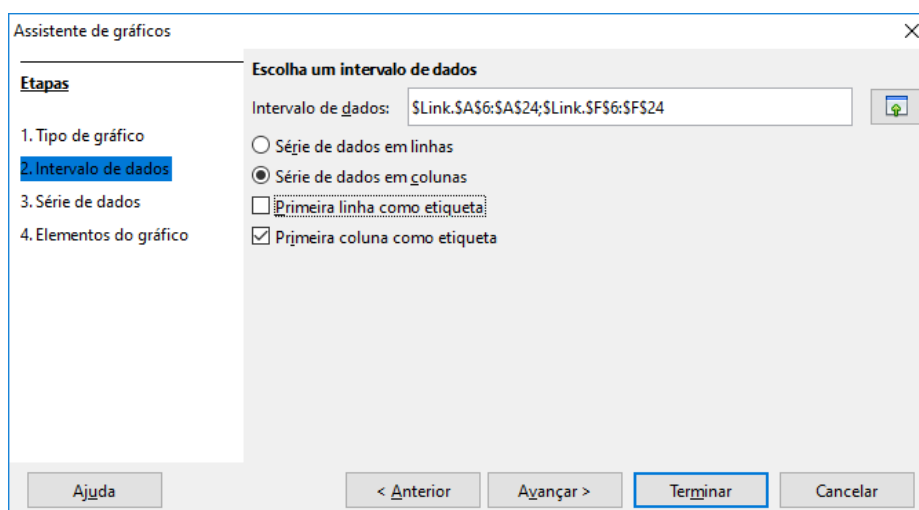 Assistente de gráficos
Etapas
1. Tipo de gráfico
2. Intervalo de dados
3. Série de dados
4. Elementos do gráfico
Escolha um intervalo de dados
Intervalo de dados: $Link.$A$6:$A$24;$Link.$F$6:$F$24
Série de dados em linhas
Série de dados em colunas
Primeira linha como etiqueta
Primeira coluna como etiqueta
Ajuda < Anterior Avançar > Terminar Cancelar